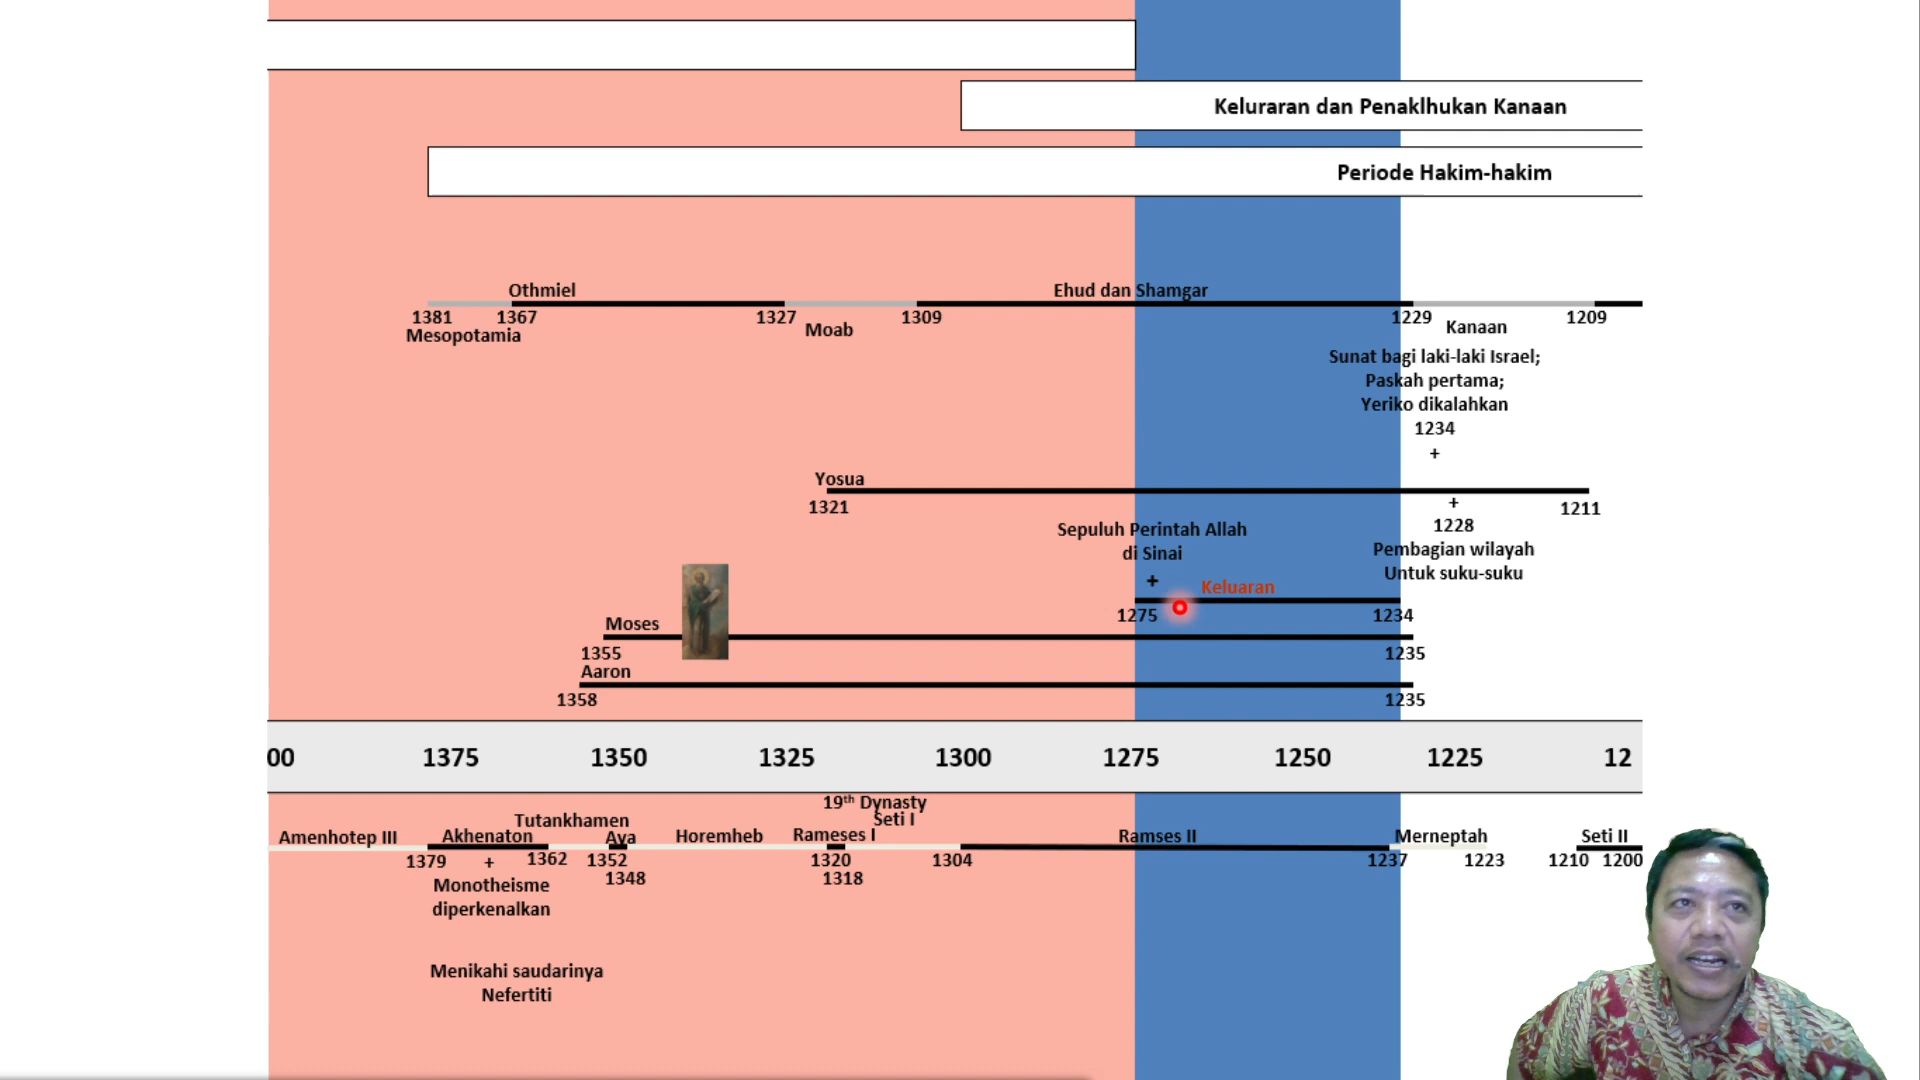 Keluraran dan Penaklhukan Kanaan
Periode Hakim-hakim
Othmiel
Ehud dan Shamgar
1381 1367 1327 1309 1229 1209
Mesopotamia
Moab
Kanaan
Sunat bagi laki-laki Israel;
Paskah pertama;
Yeriko dikalahkan
1234
+
Yosua
1321 1211
+
1228
Pembagian wilayah
Untuk suku-suku
Sepuluh Perintah Allah
di Sinai
+
Keluaran
1275 1234
Moses
1355 1235
Aaron
1358 1235
00 1375 1350 1325 1300 1275 1250 1225 12
19th Dynasty
Seti I
Tutankhamen
Amenhotep III Akhenaton Aya Horemheb Rameses I Ramses II Merneptah Seti II
1379 + 1362 1352 1320 1304 1237 1223 1210 1200
1348 1318
Monotheisme
diperkenalkan
Menikahi saudarinya
Nefertiti